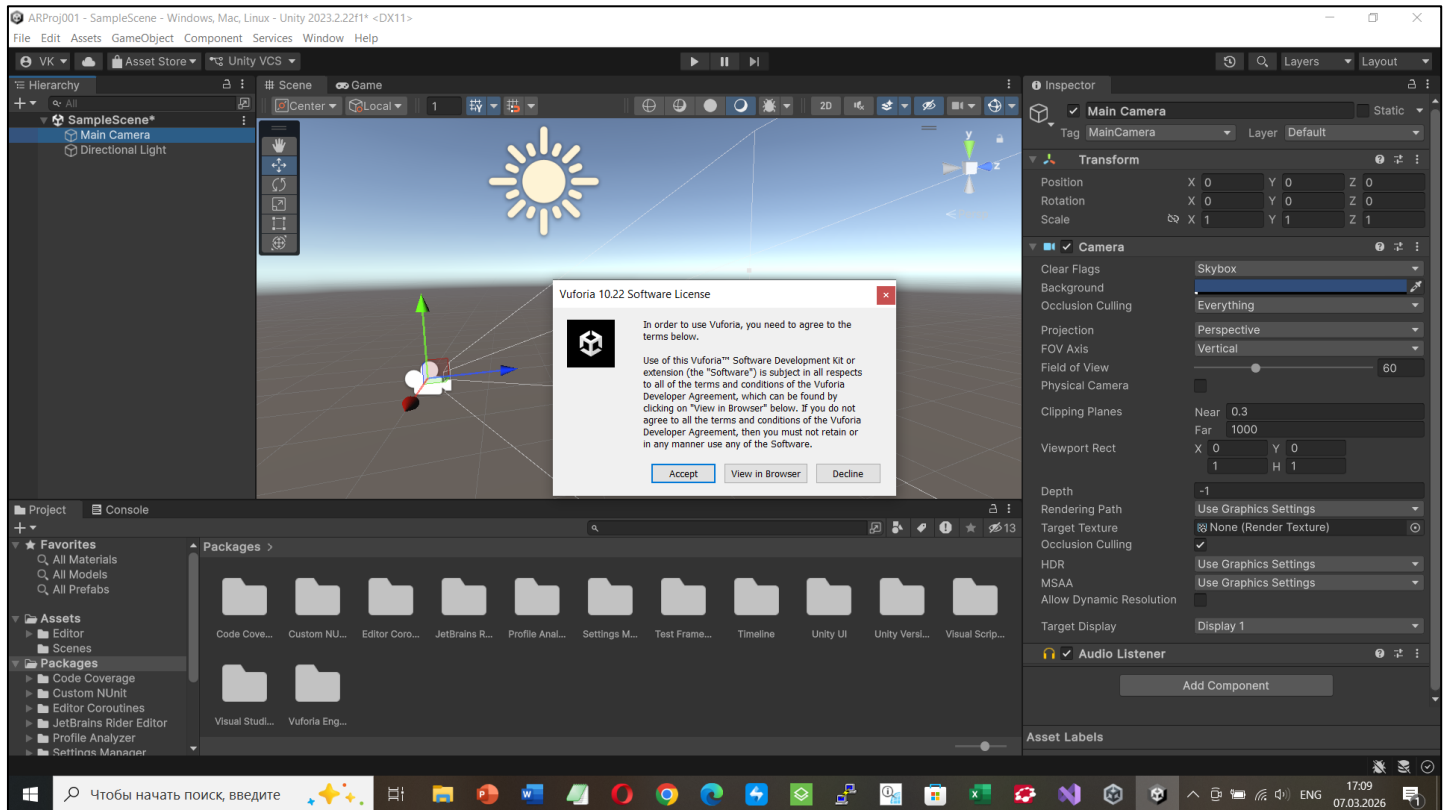 ARProj001 - SampleScene - Windows, Mac, Linux - Unity 2023.2.22f1* <DX11>
File Edit Assets GameObject Component Services Window Help
VK Asset Store Unity VCS Layers Layout
Hierarchy
All
SampleScene*
Main Camera
Directional Light
Scene Game
Center Local 1 2D
y
z
Vuforia 10.22 Software License
In order to use Vuforia, you need to agree to the
terms below.
Use of this Vuforia™ Software Development Kit or
extension (the "Software") is subject in all respects
to all of the terms and conditions of the Vuforia
Developer Agreement, which can be found by
clicking on "View in Browser" below. If you do not
agree to all the terms and conditions of the Vuforia
Developer Agreement, then you must not retain or
in any manner use any of the Software.
Accept View in Browser Decline
Inspector
Main Camera Static
Tag MainCamera Layer Default
Transform
Position X 0 Y 0 Z 0
Rotation X 0 Y 0 Z 0
Scale X 1 Y 1 Z 1
Camera
Clear Flags Skybox
Background
Occlusion Culling Everything
Projection Perspective
FOV Axis Vertical
Field of View 60
Physical Camera
Clipping Planes Near 0.3
Far 1000
Viewport Rect X 0 Y 0
1 H 1
Depth -1
Rendering Path Use Graphics Settings
Target Texture None (Render Texture)
Occlusion Culling
HDR Use Graphics Settings
MSAA Use Graphics Settings
Allow Dynamic Resolution
Target Display Display 1
Audio Listener
Add Component
Asset Labels
Project Console
13
Favorites
All Materials
All Models
All Prefabs
Assets
Editor
Scenes
Packages
Code Coverage
Custom NUnit
Editor Coroutines
JetBrains Rider Editor
Profile Analyzer
Settings Manager
Packages >
Code Cove... Custom NU... Editor Coro... JetBrains R... Profile Anal... Settings M... Test Frame... Timeline Unity UI Unity Versi... Visual Scrip...
Visual Studi... Vuforia Eng...
Чтобы начать поиск, введите
ENG
17:09
07.03.2026
1